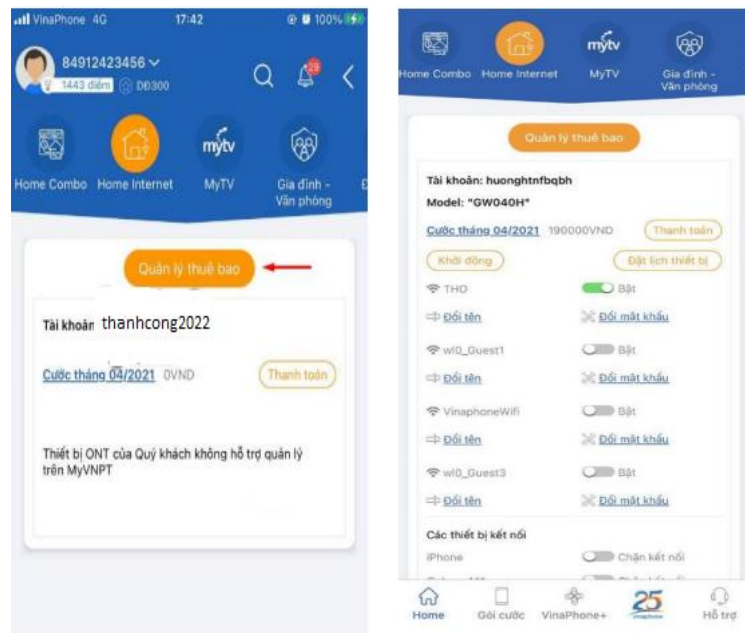 VinaPhone 4G 17:42 100%
84912423456
1443 điểm DD300
29
mytv
Home Combo Home Internet MyTV Gia đình - Văn phòng
Quản lý thuê bao
Tài khoản thanhcong2022
Cước tháng 04/2021 0VND Thanh toán
Thiết bị ONT của Quý khách không hỗ trợ quản lý
trên MyVNPT
mytv
Home Combo Home Internet MyTV Gia đình - Văn phòng
Quản lý thuê bao
Tài khoản: huonghtnfbqbh
Model: "GW040H"
Cước tháng 04/2021 190000VND Thanh toán
Khởi động Đặt lịch thiết bị
THO Bật
Đổi tên Đổi mật khẩu
wl0_Guest1 Bật
Đổi tên Đổi mật khẩu
VinaphoneWifi Bật
Đổi tên Đổi mật khẩu
wl0_Guest3 Bật
Đổi tên Đổi mật khẩu
Các thiết bị kết nối
iPhone Chặn kết nối
25
Home Gói cước VinaPhone+ Hỗ trợ